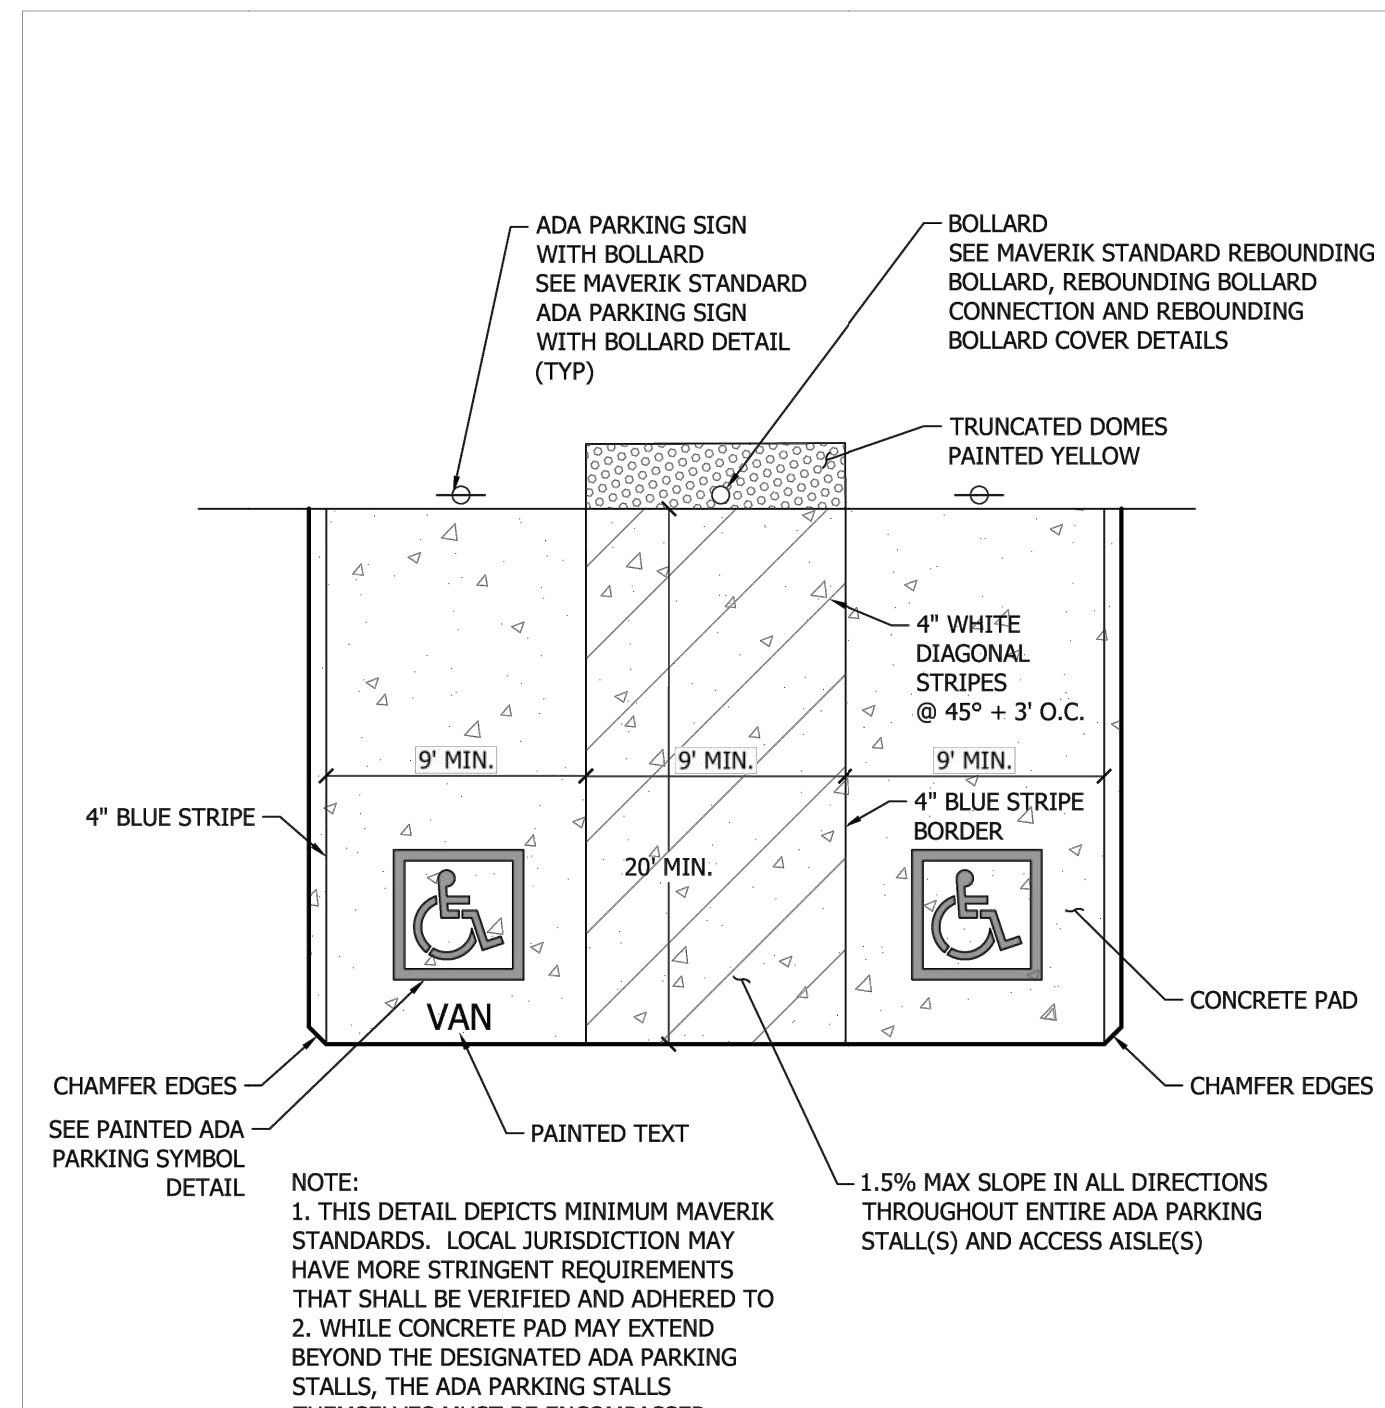 ADA PARKING SIGN
WITH BOLLARD
SEE MAVERIK STANDARD
ADA PARKING SIGN
WITH BOLLARD DETAIL
(TYP)
BOLLARD
SEE MAVERIK STANDARD REBOUNDING
BOLLARD, REBOUNDING BOLLARD
CONNECTION AND REBOUNDING
BOLLARD COVER DETAILS
TRUNCATED DOMES
PAINTED YELLOW
4" WHITE
DIAGONAL
STRIPES
@ 45° + 3' O.C.
9' MIN.
9' MIN.
9' MIN.
4" BLUE STRIPE
4" BLUE STRIPE
BORDER
20' MIN.
VAN
CONCRETE PAD
CHAMFER EDGES
CHAMFER EDGES
SEE PAINTED ADA
PARKING SYMBOL
DETAIL
PAINTED TEXT
1.5% MAX SLOPE IN ALL DIRECTIONS
THROUGHOUT ENTIRE ADA PARKING
STALL(S) AND ACCESS AISLE(S)
NOTE:
1. THIS DETAIL DEPICTS MINIMUM MAVERIK
STANDARDS.  LOCAL JURISDICTION MAY
HAVE MORE STRINGENT REQUIREMENTS
THAT SHALL BE VERIFIED AND ADHERED TO
2. WHILE CONCRETE PAD MAY EXTEND
BEYOND THE DESIGNATED ADA PARKING
STALLS, THE ADA PARKING STALLS